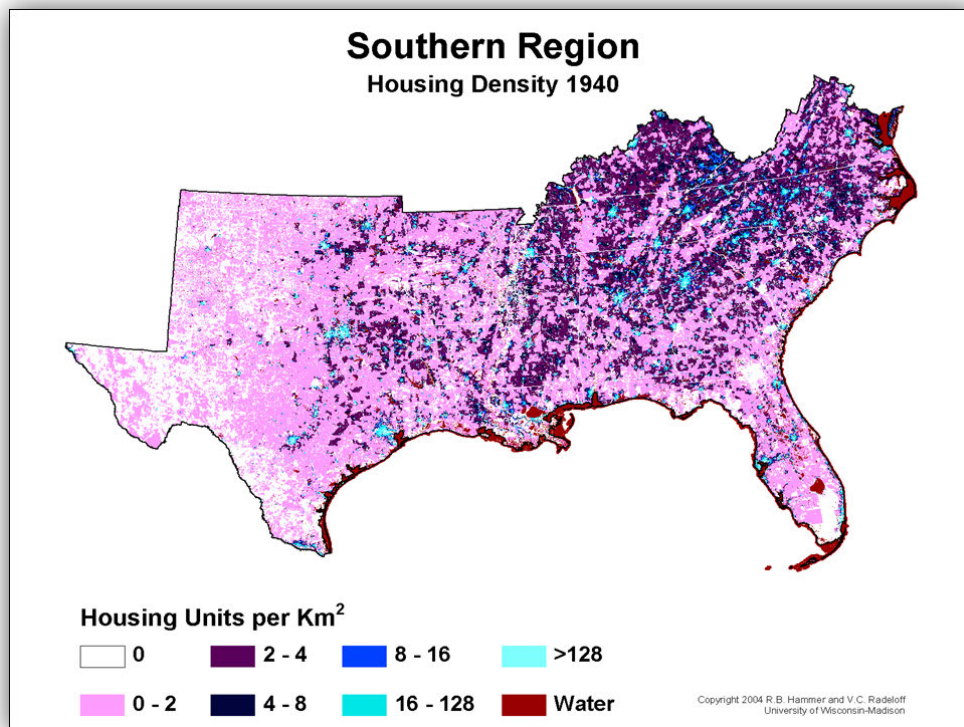 Southern Region
Housing Density 1940
Housing Units per Km²
0
2 - 4
8 - 16
>128
0 - 2
4 - 8
16 - 128
Water
Copyright 2004 R.B. Hammer and V.C. Radeloff
University of Wisconsin-Madison